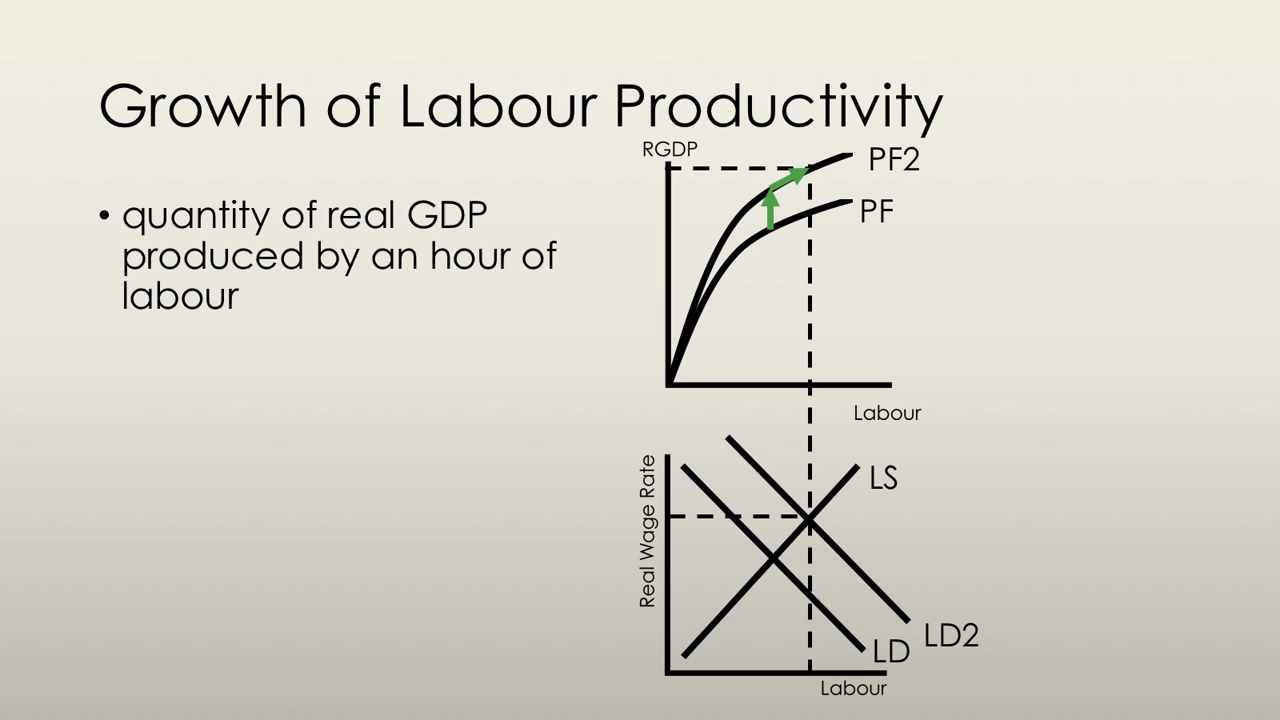 Growth of Labour Productivity
• quantity of real GDP
produced by an hour of
labour
RGDP
PF2
PF
Labour
Real Wage Rate
LS
LD2
LD
Labour